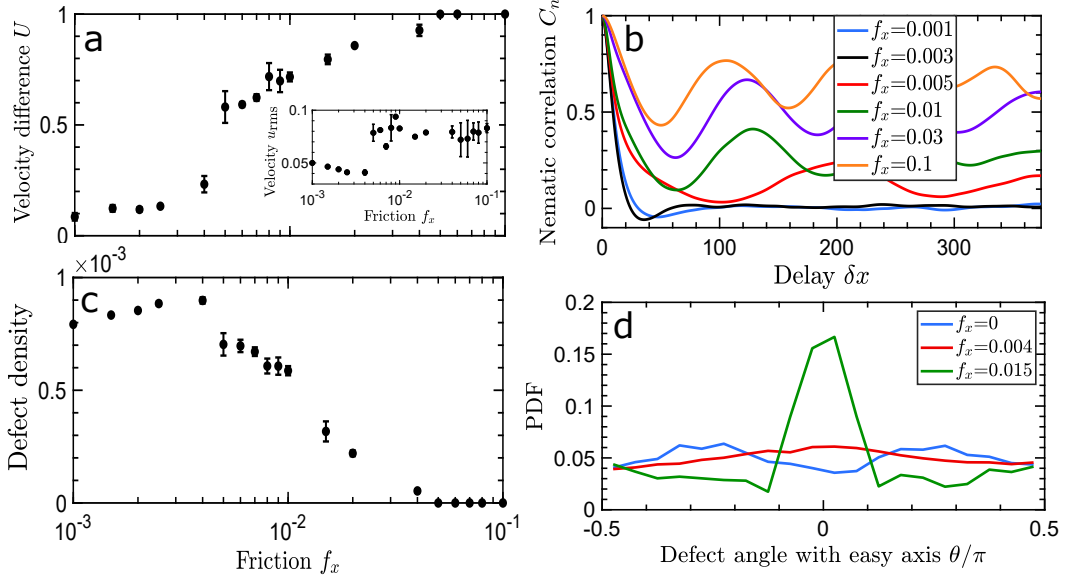 a
Velocity difference U
1
0.5
0
Velocity u_rms
0.1
0.05
10^-3
10^-2
10^-1
Friction f_x
b
Nematic correlation C_n
1
0.5
0
0
100
200
300
Delay δx
f_x=0.001
f_x=0.003
f_x=0.005
f_x=0.01
f_x=0.03
f_x=0.1
c
×10^-3
Defect density
1
0.5
0
10^-3
10^-2
10^-1
Friction f_x
d
PDF
0.2
0.15
0.1
0.05
0
-0.5
0
0.5
Defect angle with easy axis θ/π
f_x=0
f_x=0.004
f_x=0.015